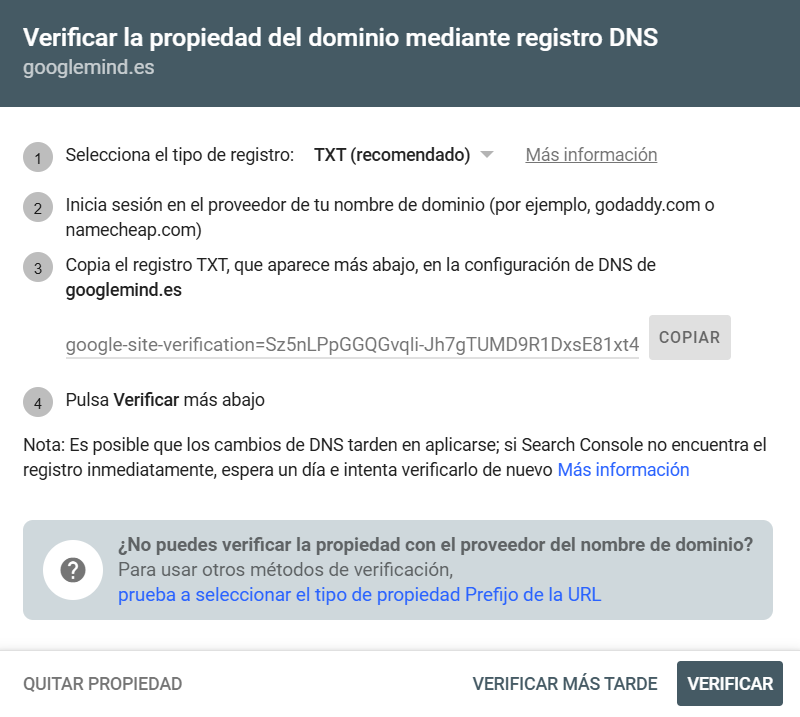 Verificar la propiedad del dominio mediante registro DNS
googlemind.es
1 Selecciona el tipo de registro: TXT (recomendado) Más información
2 Inicia sesión en el proveedor de tu nombre de dominio (por ejemplo, godaddy.com o
namecheap.com)
3 Copia el registro TXT, que aparece más abajo, en la configuración de DNS de
googlemind.es
google-site-verification=Sz5nLPpGGQGvqli-Jh7gTUMD9R1DxsE81xt4 COPIAR
4 Pulsa Verificar más abajo
Nota: Es posible que los cambios de DNS tarden en aplicarse; si Search Console no encuentra el
registro inmediatamente, espera un día e intenta verificarlo de nuevo Más información
¿No puedes verificar la propiedad con el proveedor del nombre de dominio?
? Para usar otros métodos de verificación,
prueba a seleccionar el tipo de propiedad Prefijo de la URL
QUITAR PROPIEDAD VERIFICAR MÁS TARDE VERIFICAR